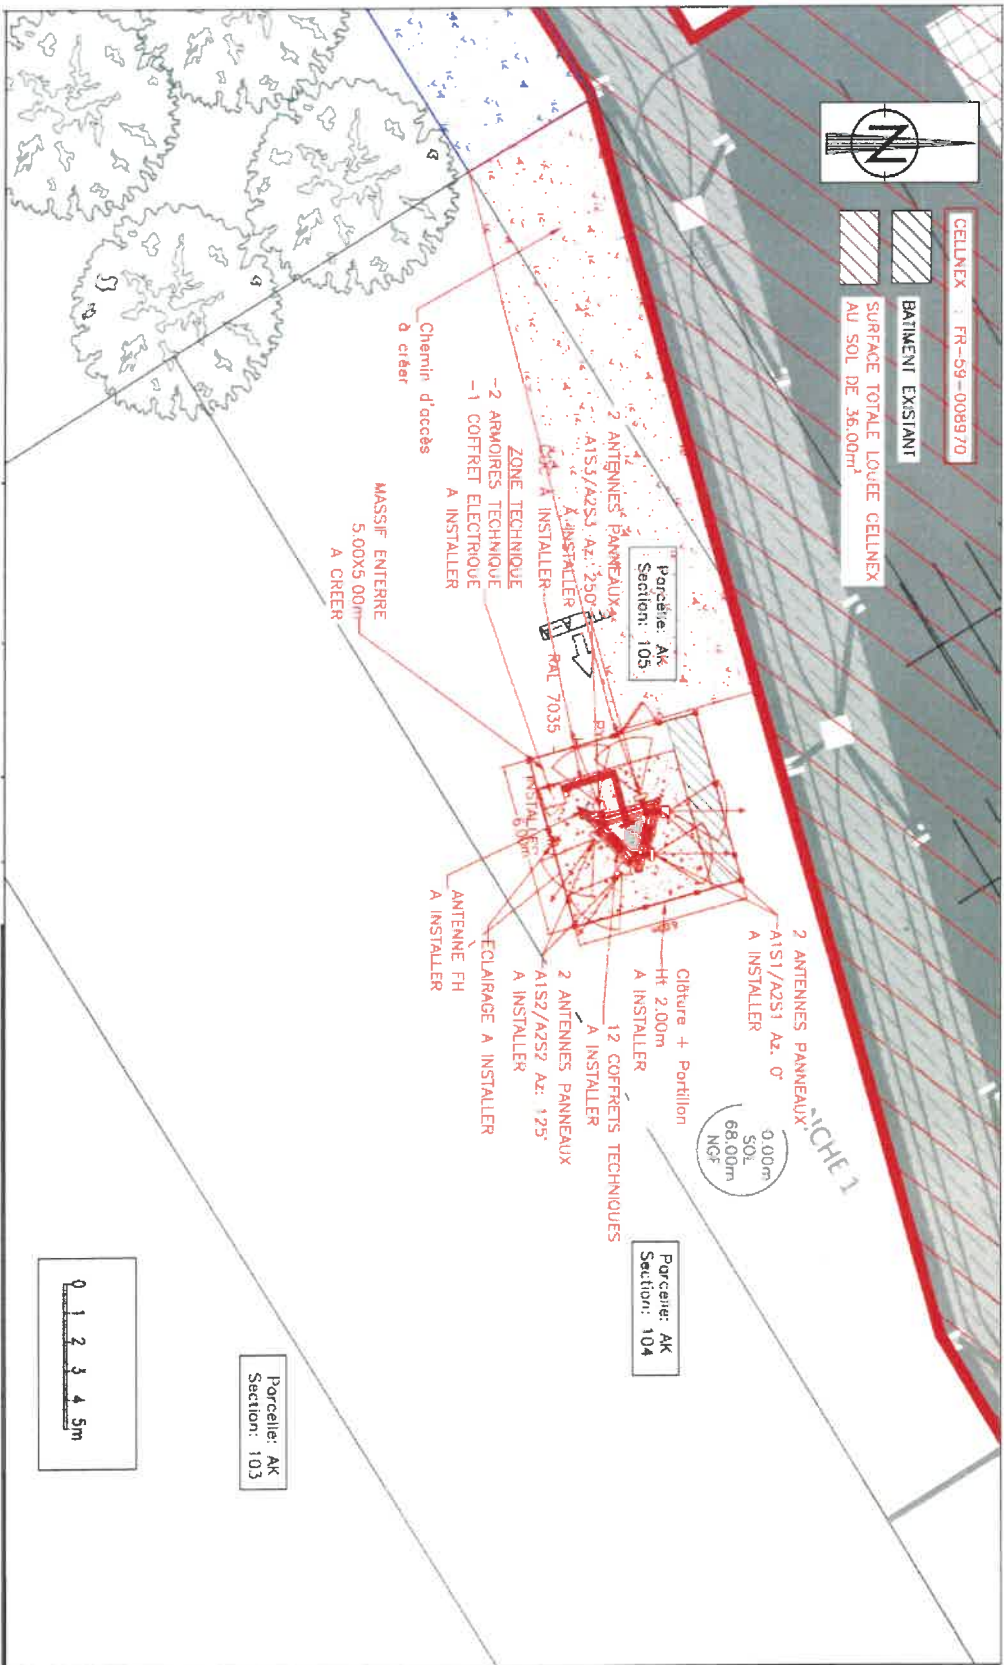 N
CELLNEX : FR-59-008970
BATIMENT EXISTANT
SURFACE TOTALE LOUÉE CELLNEX
AU SOL DE 36.00m²
Parcelle: AK
Section: 105
2 ANTENNES PANNEAUX
A1S3/A2S3 Az: 250°
A INSTALLER
A INSTALLER
RAL 7035
ZONE TECHNIQUE
-2 ARMOIRES TECHNIQUE
-1 COFFRET ELECTRIQUE
A INSTALLER
Chemin d'accès
à créer
MASSIF ENTERRE
5.00X5.00m
A CREER
2 ANTENNES PANNEAUX
A1S1/A2S1 Az. 0°
A INSTALLER
Clôture + Portillon
Ht 2.00m
A INSTALLER
12 COFFRETS TECHNIQUES
A INSTALLER
2 ANTENNES PANNEAUX
A1S2/A2S2 Az: 125°
A INSTALLER
ECLAIRAGE A INSTALLER
ANTENNE FH
A INSTALLER
NCHE 1
0.00m
SOL
68.00m
NGF
Parcelle: AK
Section: 104
Parcelle: AK
Section: 103
0 1 2 3 4 5m